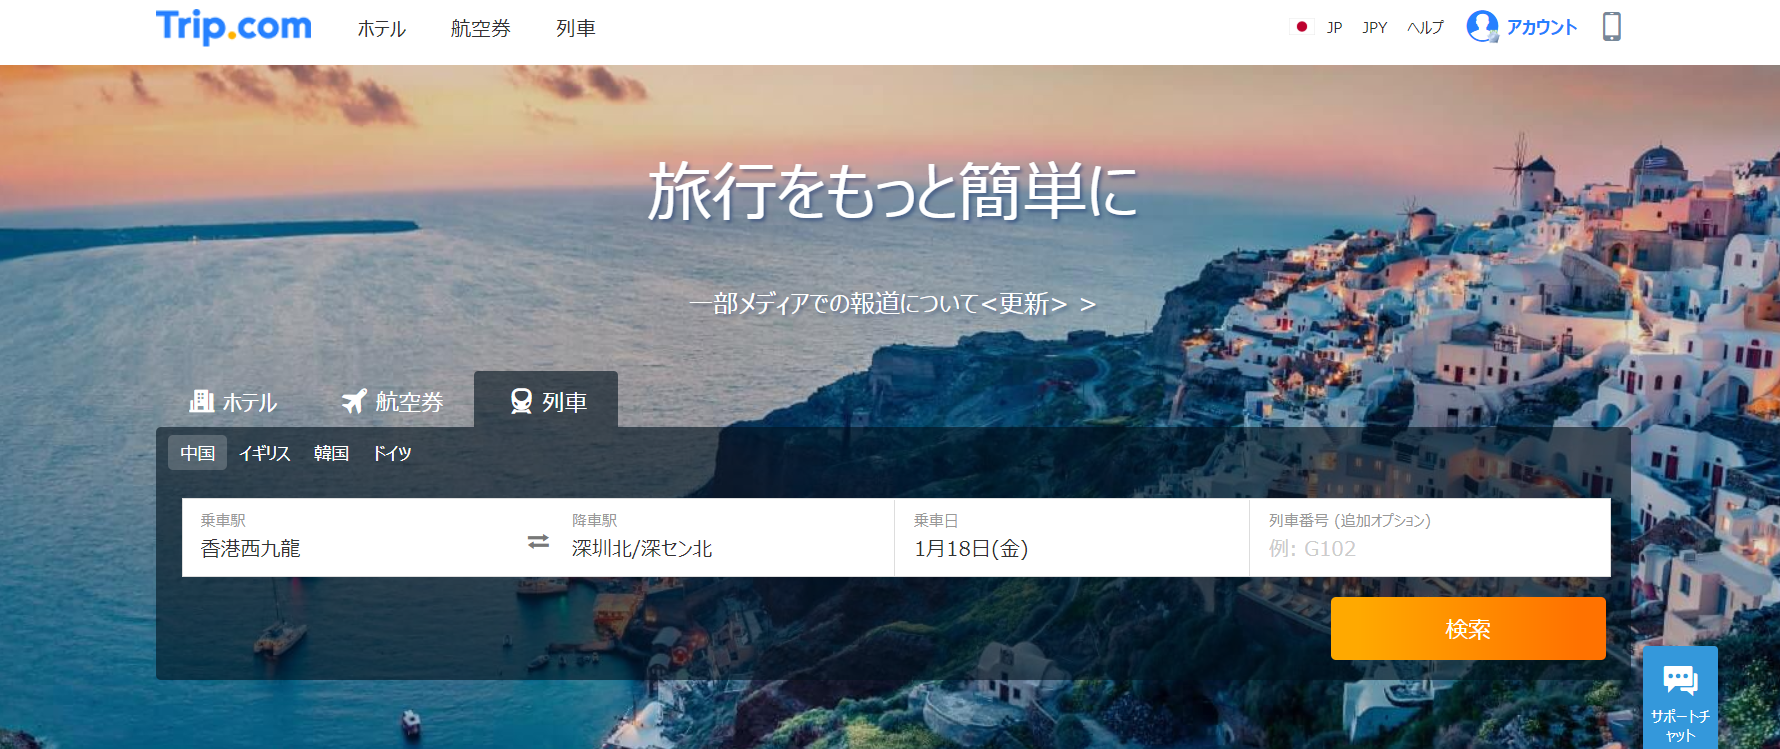 Trip.com ホテル 航空券 列車 JP JPY ヘルプ アカウント
旅行をもっと簡単に
一部メディアでの報道について<更新> >
ホテル 航空券 列車
中国 イギリス 韓国 ドイツ
乗車駅 降車駅 乗車日 列車番号 (追加オプション)
香港西九龍 深圳北/深セン北 1月18日(金) 例: G102
検索
サポートチ
ャット